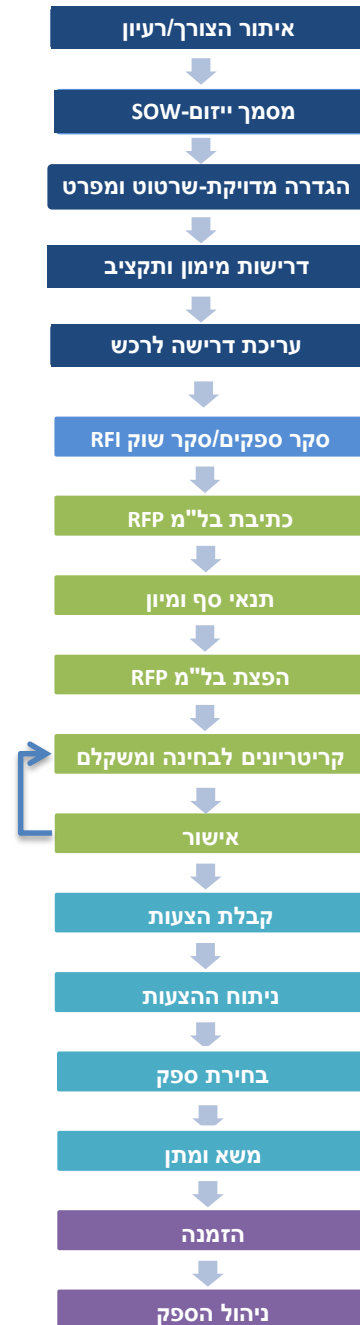 איתור הצורך/רעיון
מסמך ייזום-SOW
הגדרה מדויקת-שרטוט ומפרט
דרישות מימון ותקציב
עריכת דרישה לרכש
סקר ספקים/סקר שוק RFI
כתיבת בל"מ RFP
תנאי סף ומיון
הפצת בל"מ RFP
קריטריונים לבחינה ומשקלם
אישור
קבלת הצעות
ניתוח ההצעות
בחירת ספק
משא ומתן
הזמנה
ניהול הספק